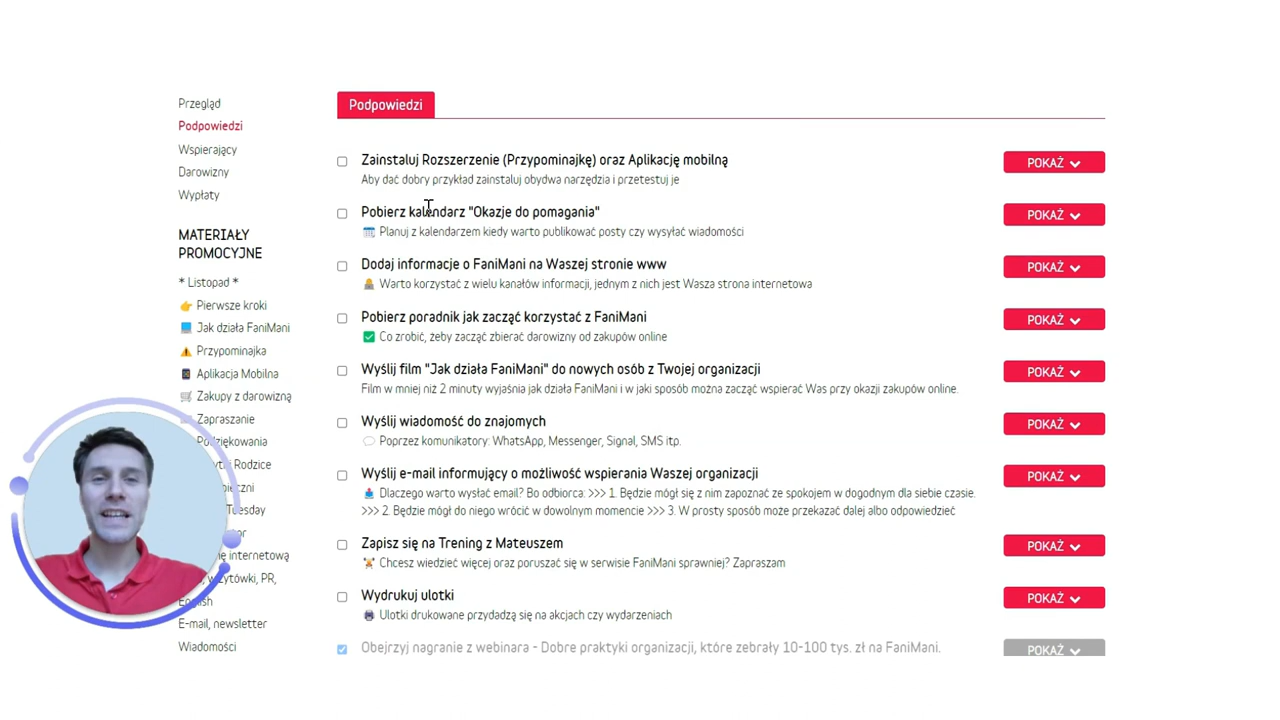 Przegląd
Podpowiedzi
Wspierający
Darowizny
Wypłaty
MATERIAŁY
PROMOCYJNE
* Listopad *
👉 Pierwsze kroki
Jak działa FaniMani
⚠️ Przypominajka
Aplikacja Mobilna
🛒 Zakupy z darowizną
Zapraszanie
Podziękowania
Rodzice
Tuesday
internetową
wizytówki, PR,
English
E-mail, newsletter
Wiadomości
Podpowiedzi
Zainstaluj Rozszerzenie (Przypominajkę) oraz Aplikację mobilną
Aby dać dobry przykład zainstaluj obydwa narzędzia i przetestuj je
POKAŻ
Pobierz kalendarz "Okazje do pomagania"
Planuj z kalendarzem kiedy warto publikować posty czy wysyłać wiadomości
POKAŻ
Dodaj informacje o FaniMani na Waszej stronie www
Warto korzystać z wielu kanałów informacji, jednym z nich jest Wasza strona internetowa
POKAŻ
Pobierz poradnik jak zacząć korzystać z FaniMani
✅ Co zrobić, żeby zacząć zbierać darowizny od zakupów online
POKAŻ
Wyślij film "Jak działa FaniMani" do nowych osób z Twojej organizacji
Film w mniej niż 2 minuty wyjaśnia jak działa FaniMani i w jaki sposób można zacząć wspierać Was przy okazji zakupów online.
POKAŻ
Wyślij wiadomość do znajomych
Poprzez komunikatory: WhatsApp, Messenger, Signal, SMS itp.
POKAŻ
Wyślij e-mail informujący o możliwość wspierania Waszej organizacji
Dlaczego warto wysłać email? Bo odbiorca: >>> 1. Będzie mógł się z nim zapoznać ze spokojem w dogodnym dla siebie czasie.
>>> 2. Będzie mógł do niego wrócić w dowolnym momencie >>> 3. W prosty sposób może przekazać dalej albo odpowiedzieć
POKAŻ
Zapisz się na Trening z Mateuszem
Chcesz wiedzieć więcej oraz poruszać się w serwisie FaniMani sprawniej? Zapraszam
POKAŻ
Wydrukuj ulotki
Ulotki drukowane przydadzą się na akcjach czy wydarzeniach
POKAŻ
Obejrzyj nagranie z webinara - Dobre praktyki organizacji, które zebrały 10-100 tys. zł na FaniMani.
POKAŻ